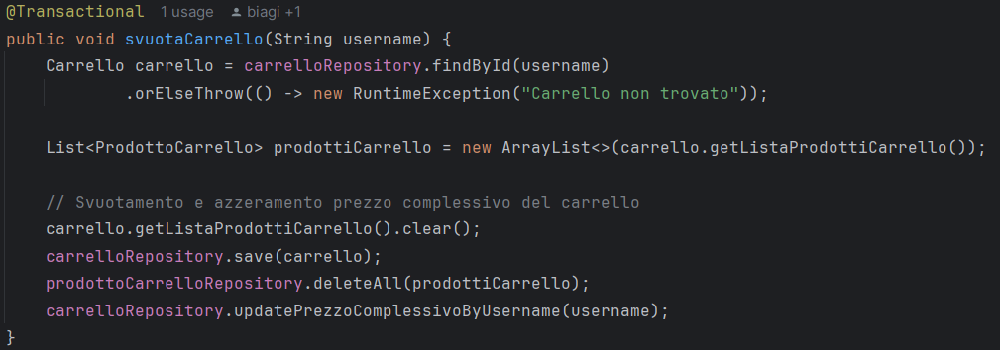 @Transactional 1 usage biagi +1
public void svuotaCarrello(String username) {
    Carrello carrello = carrelloRepository.findById(username)
            .orElseThrow(() -> new RuntimeException("Carrello non trovato"));
    List<ProdottoCarrello> prodottiCarrello = new ArrayList<>(carrello.getListaProdottiCarrello());
    // Svuotamento e azzeramento prezzo complessivo del carrello
    carrello.getListaProdottiCarrello().clear();
    carrelloRepository.save(carrello);
    prodottoCarrelloRepository.deleteAll(prodottiCarrello);
    carrelloRepository.updatePrezzoComplessivoByUsername(username);
}